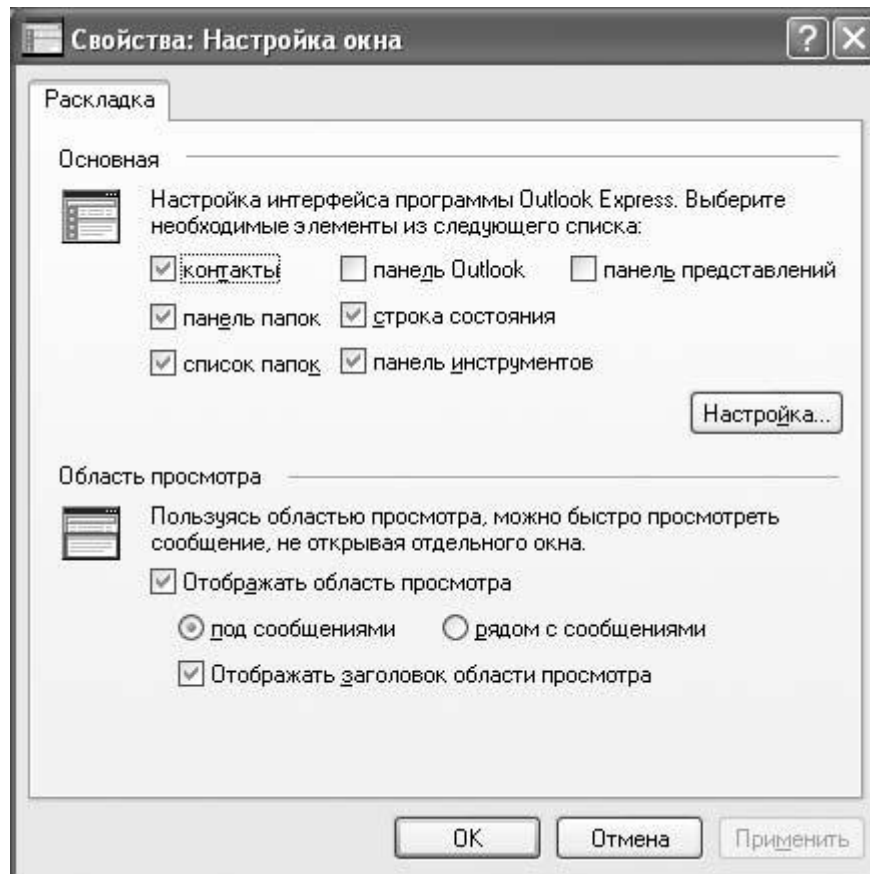 Свойства: Настройка окна
Раскладка
Основная
Настройка интерфейса программы Outlook Express. Выберите
необходимые элементы из следующего списка:
контакты панель Outlook панель представлений
панель папок строка состояния
список папок панель инструментов
Настройка...
Область просмотра
Пользуясь областью просмотра, можно быстро просмотреть
сообщение, не открывая отдельного окна.
Отображать область просмотра
под сообщениями рядом с сообщениями
Отображать заголовок области просмотра
OK Отмена Применить